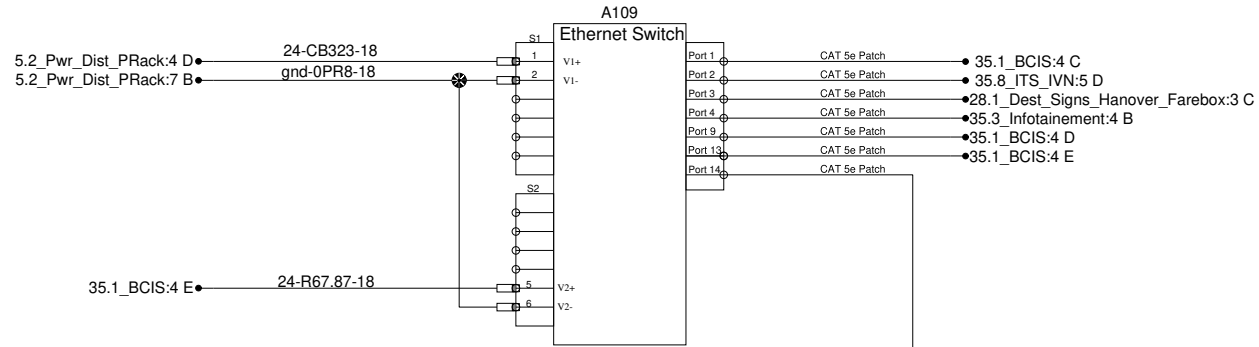 A109
Ethernet Switch
S1
5.2_Pwr_Dist_PRack:4 D 24-CB323-18 1 V1+ Port 1 CAT 5e Patch 35.1_BCIS:4 C
5.2_Pwr_Dist_PRack:7 B gnd-0PR8-18 2 V1- Port 2 CAT 5e Patch 35.8_ITS_IVN:5 D
Port 3 CAT 5e Patch 28.1_Dest_Signs_Hanover_Farebox:3 C
Port 4 CAT 5e Patch 35.3_Infotainement:4 B
Port 9 CAT 5e Patch 35.1_BCIS:4 D
Port 13 CAT 5e Patch 35.1_BCIS:4 E
Port 14 CAT 5e Patch
S2
35.1_BCIS:4 E 24-R67.87-18 5 V2+
6 V2-